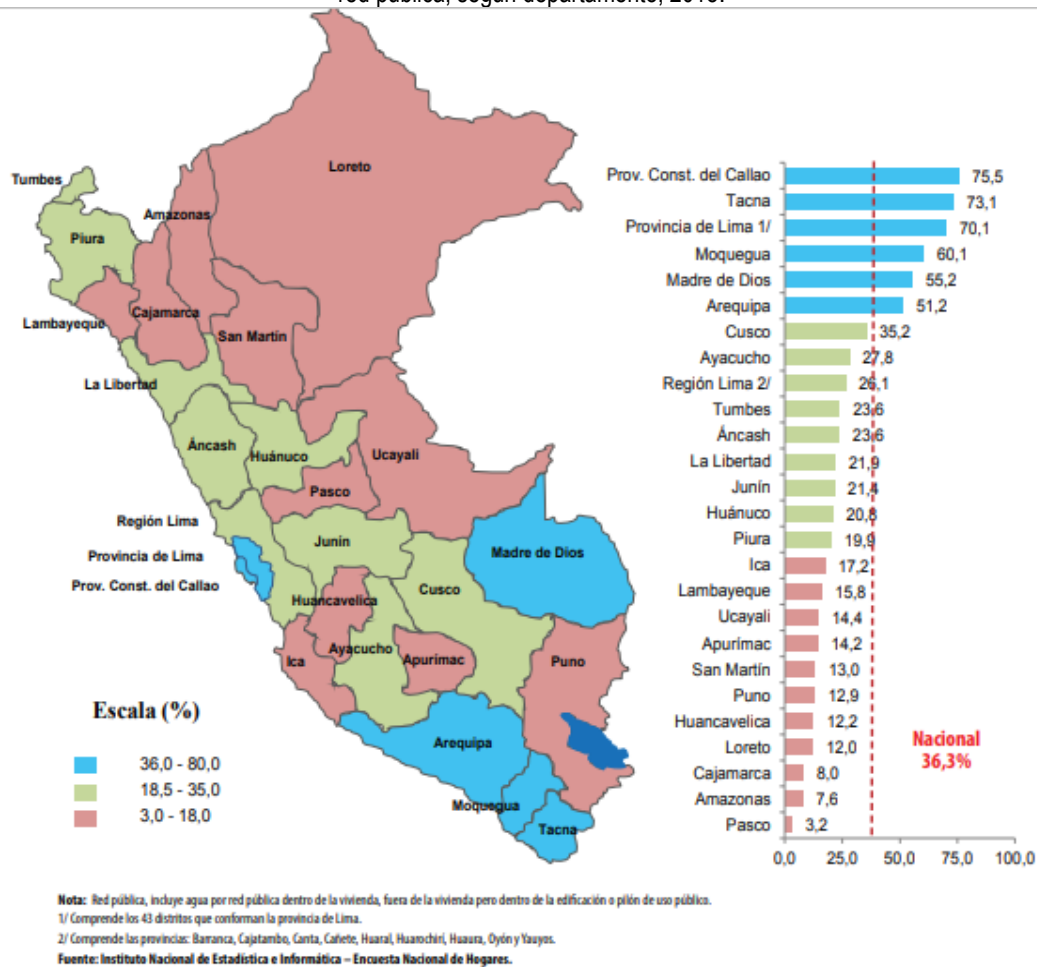 red pública, según departamento, 2018.
Loreto
Tumbes
Amazonas
Piura
Cajamarca
Lambayeque
San Martín
La Libertad
Áncash
Huánuco
Ucayali
Pasco
Región Lima
Junín
Provincia de Lima
Madre de Dios
Prov. Const. del Callao
Cusco
Huancavelica
Ayacucho
Ica
Apurímac
Puno
Arequipa
Moquegua
Tacna
Escala (%)
36,0 - 80,0
18,5 - 35,0
3,0 - 18,0
Prov. Const. del Callao 75,5
Tacna 73,1
Provincia de Lima 1/ 70,1
Moquegua 60,1
Madre de Dios 55,2
Arequipa 51,2
Cusco 35,2
Ayacucho 27,8
Región Lima 2/ 26,1
Tumbes 23,6
Áncash 23,6
La Libertad 21,9
Junín 21,4
Huánuco 20,8
Piura 19,9
Ica 17,2
Lambayeque 15,8
Ucayali 14,4
Apurímac 14,2
San Martín 13,0
Puno 12,9
Huancavelica 12,2
Loreto 12,0
Cajamarca 8,0
Amazonas 7,6
Pasco 3,2
Nacional
36,3%
0,0 25,0 50,0 75,0 100,0
Nota: Red pública, incluye agua por red pública dentro de la vivienda, fuera de la vivienda pero dentro de la edificación o pilón de uso público.
1/ Comprende los 43 distritos que conforman la provincia de Lima.
2/ Comprende las provincias: Barranca, Cajatambo, Canta, Cañete, Huaral, Huarochirí, Huaura, Oyón y Yauyos.
Fuente: Instituto Nacional de Estadística e Informática – Encuesta Nacional de Hogares.